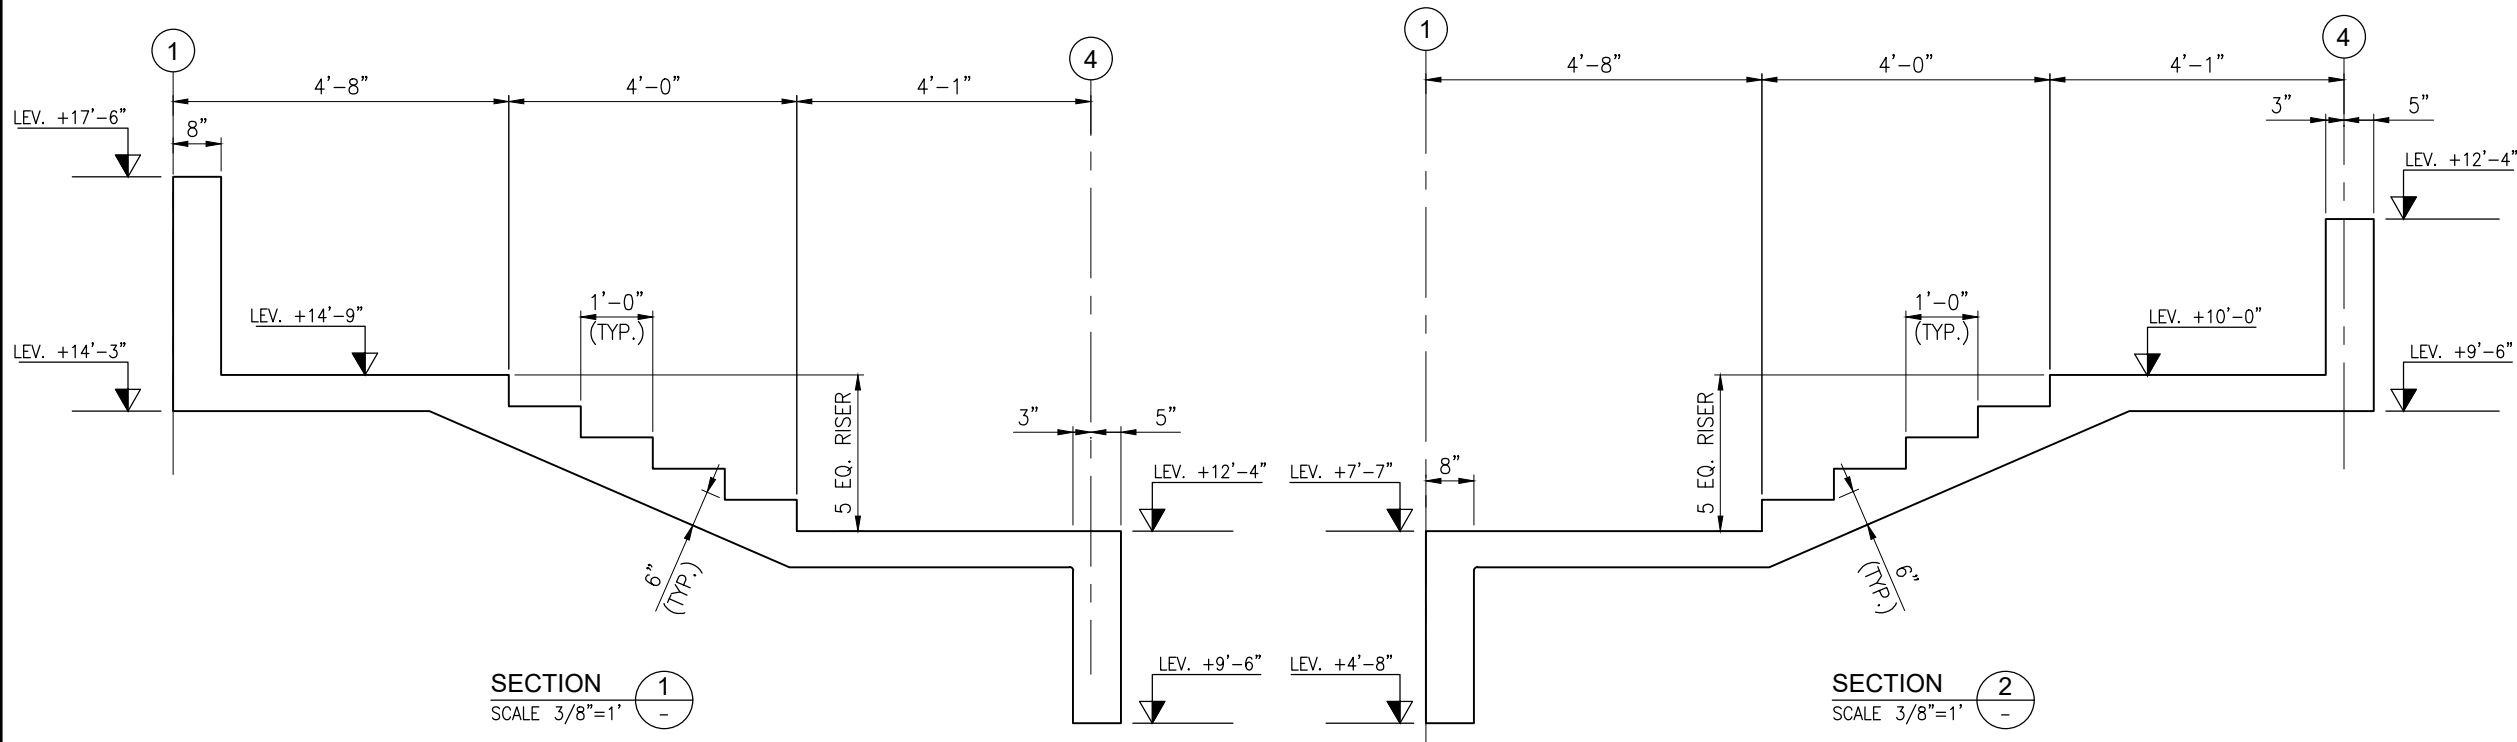 1
4
4'-8"
4'-0"
4'-1"
LEV. +17'-6"
8"
LEV. +14'-9"
1'-0"
(TYP.)
LEV. +14'-3"
5 EQ. RISER
3"
5"
LEV. +12'-4"
6"
(TYP.)
LEV. +9'-6"
SECTION
SCALE 3/8"=1'
1
-
1
4
4'-8"
4'-0"
4'-1"
3"
5"
LEV. +12'-4"
1'-0"
(TYP.)
LEV. +10'-0"
LEV. +9'-6"
5 EQ. RISER
LEV. +7'-7"
8"
6"
(TYP.)
LEV. +4'-8"
SECTION
SCALE 3/8"=1'
2
-